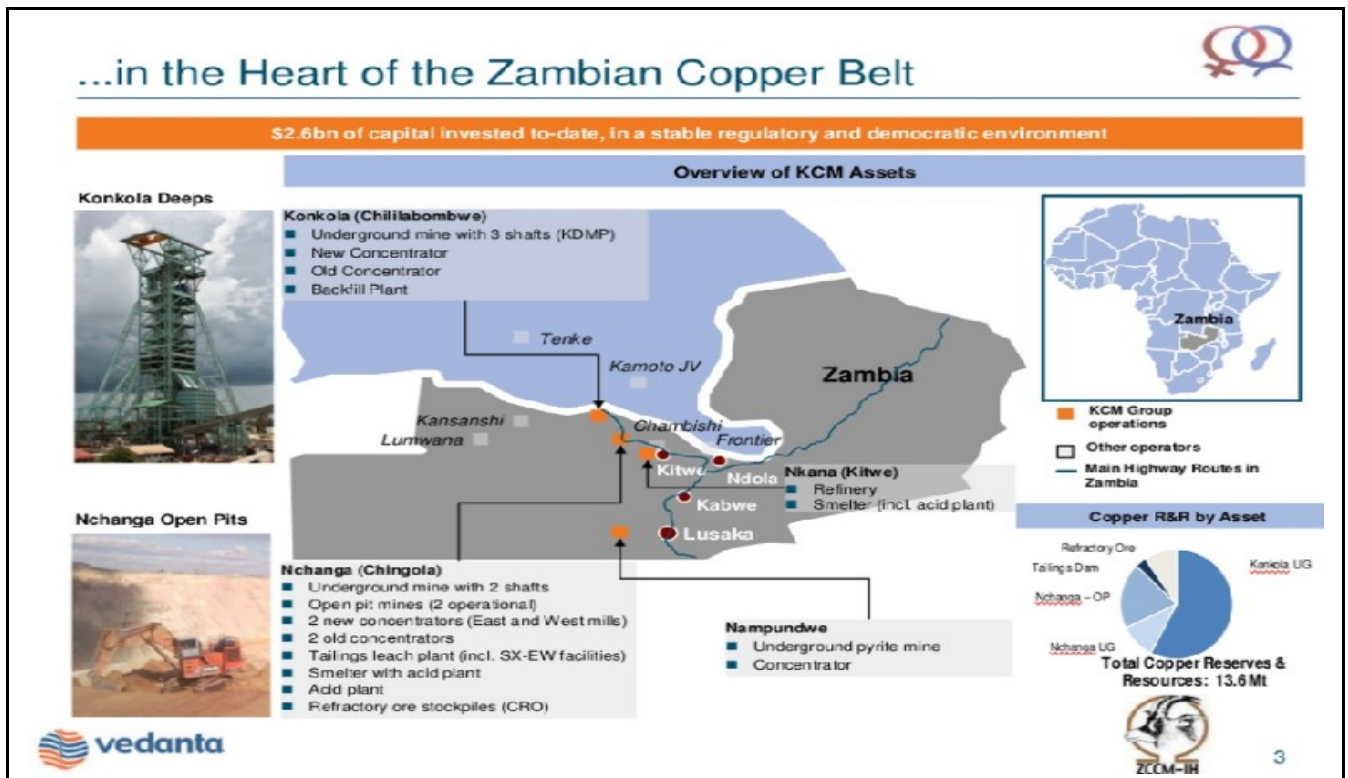 ...in the Heart of the Zambian Copper Belt
$2.6bn of capital invested to-date, in a stable regulatory and democratic environment
Overview of KCM Assets
Konkola Deeps
Konkola (Chililabombwe)
Underground mine with 3 shafts (KDMP)
New Concentrator
Old Concentrator
Backfill Plant
Tenke
Kamoto JV
Zambia
Kansanshi
Lumwana
Chambishi
Frontier
Kitwe
Ndola
Kabwe
Lusaka
Nkana (Kitwe)
Refinery
Smelter (incl. acid plant)
Zambia
KCM Group
operations
Other operators
Main Highway Routes in
Zambia
Nchanga Open Pits
Nchanga (Chingola)
Underground mine with 2 shafts
Open pit mines (2 operational)
2 new concentrators (East and West mills)
2 old concentrators
Tailings leach plant (incl. SX-EW facilities)
Smelter with acid plant
Acid plant
Refractory ore stockpiles (CRO)
Nampundwe
Underground pyrite mine
Concentrator
Copper R&R by Asset
Refractory Ore
Tailings Dam
Nchanga – OP
Nchanga UG
Konkola UG
Total Copper Reserves &
Resources: 13.6Mt
vedanta
ZCCM-IH
3